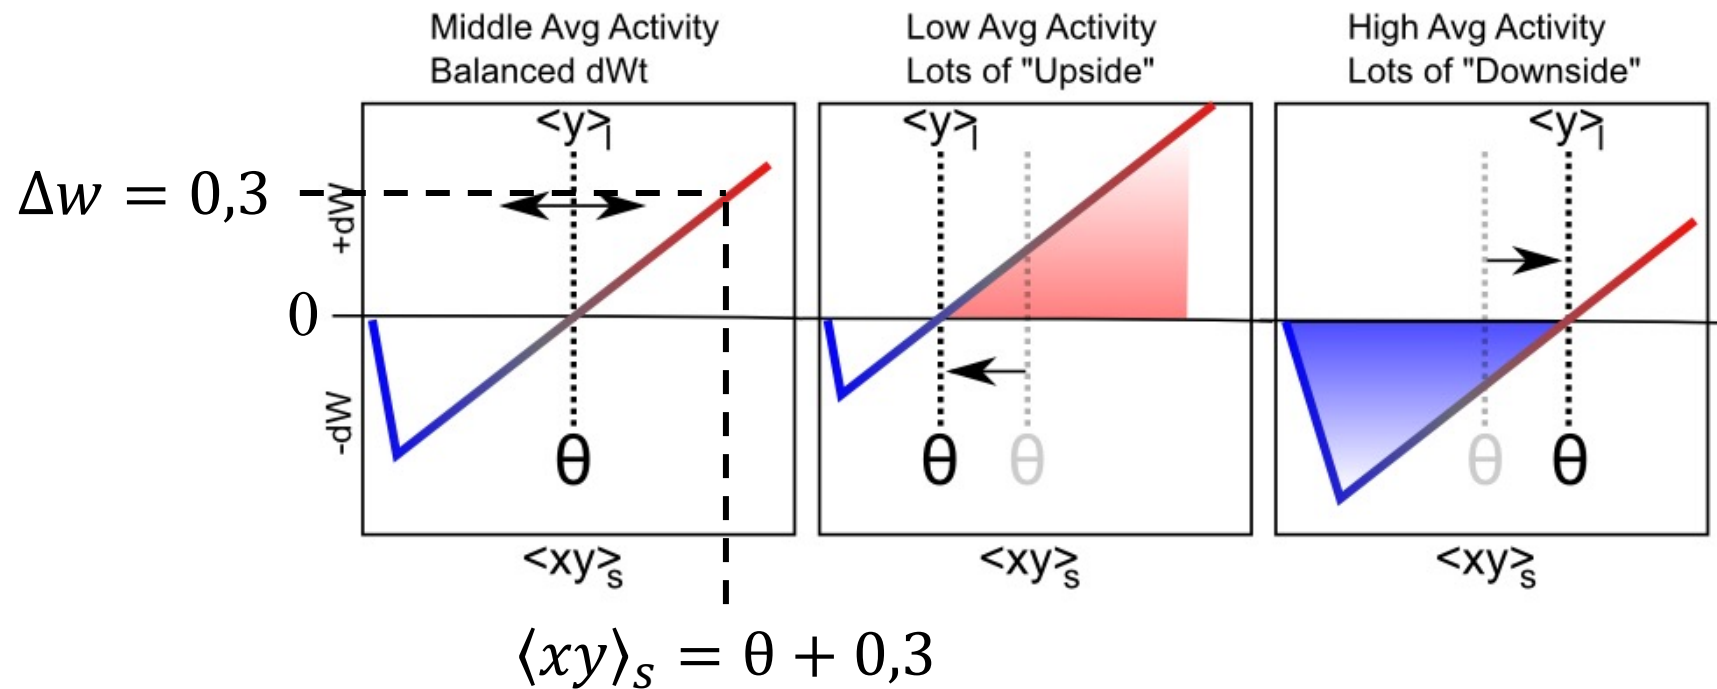 Middle Avg Activity
Balanced dWt
Low Avg Activity
Lots of "Upside"
High Avg Activity
Lots of "Downside"
<y>l
<y>l
<y>l
Δw = 0,3
+dW
0
-dW
θ
θ
θ
θ
θ
<xy>s
<xy>s
<xy>s
⟨xy⟩s = θ + 0,3